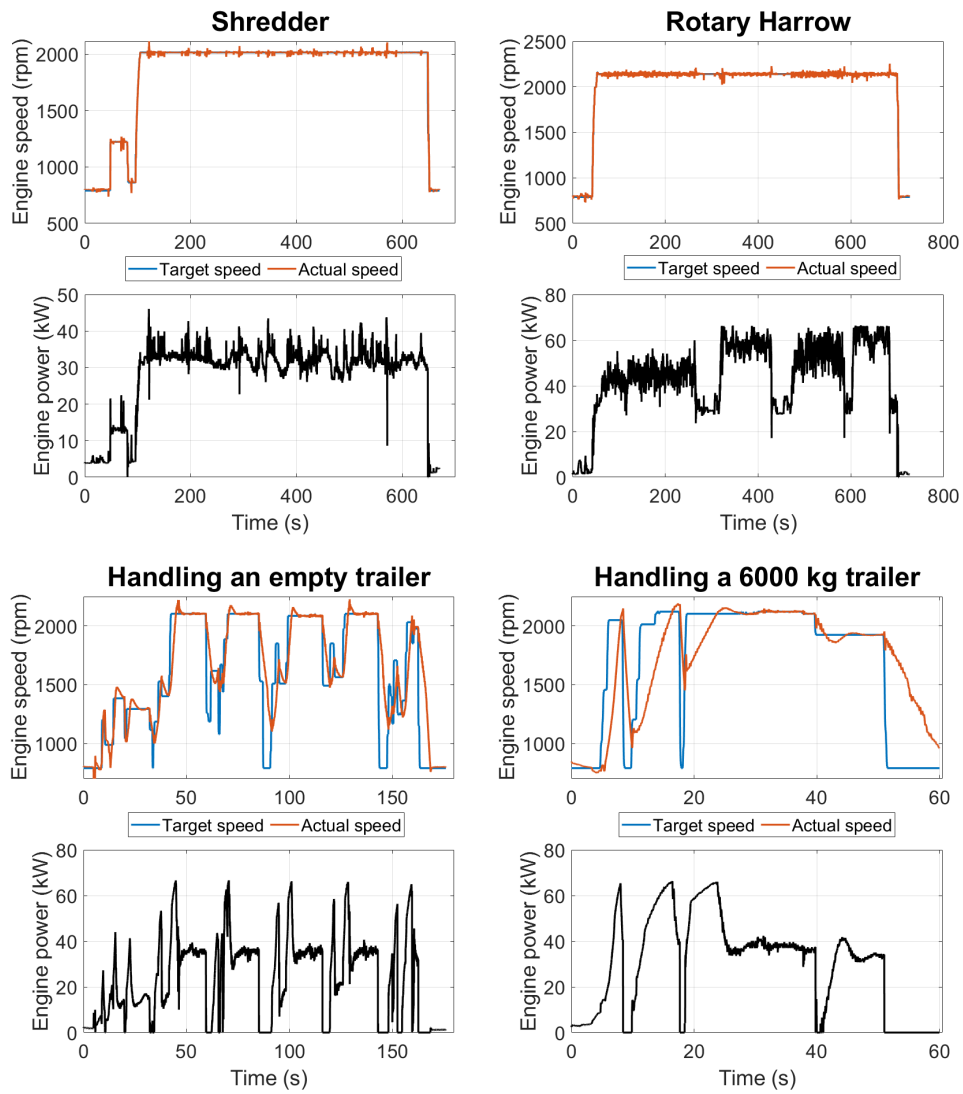 Shredder
Engine speed (rpm)
2000
1500
1000
500
0 200 400 600
Target speed Actual speed
Engine power (kW)
50
40
30
20
10
0
0 200 400 600
Time (s)
Rotary Harrow
Engine speed (rpm)
2500
2000
1500
1000
500
0 200 400 600 800
Target speed Actual speed
Engine power (kW)
80
60
40
20
0
0 200 400 600 800
Time (s)
Handling an empty trailer
Engine speed (rpm)
2000
1500
1000
0 50 100 150
Target speed Actual speed
Engine power (kW)
80
60
40
20
0
0 50 100 150
Time (s)
Handling a 6000 kg trailer
Engine speed (rpm)
2000
1500
1000
0 20 40 60
Target speed Actual speed
Engine power (kW)
80
60
40
20
0
0 20 40 60
Time (s)